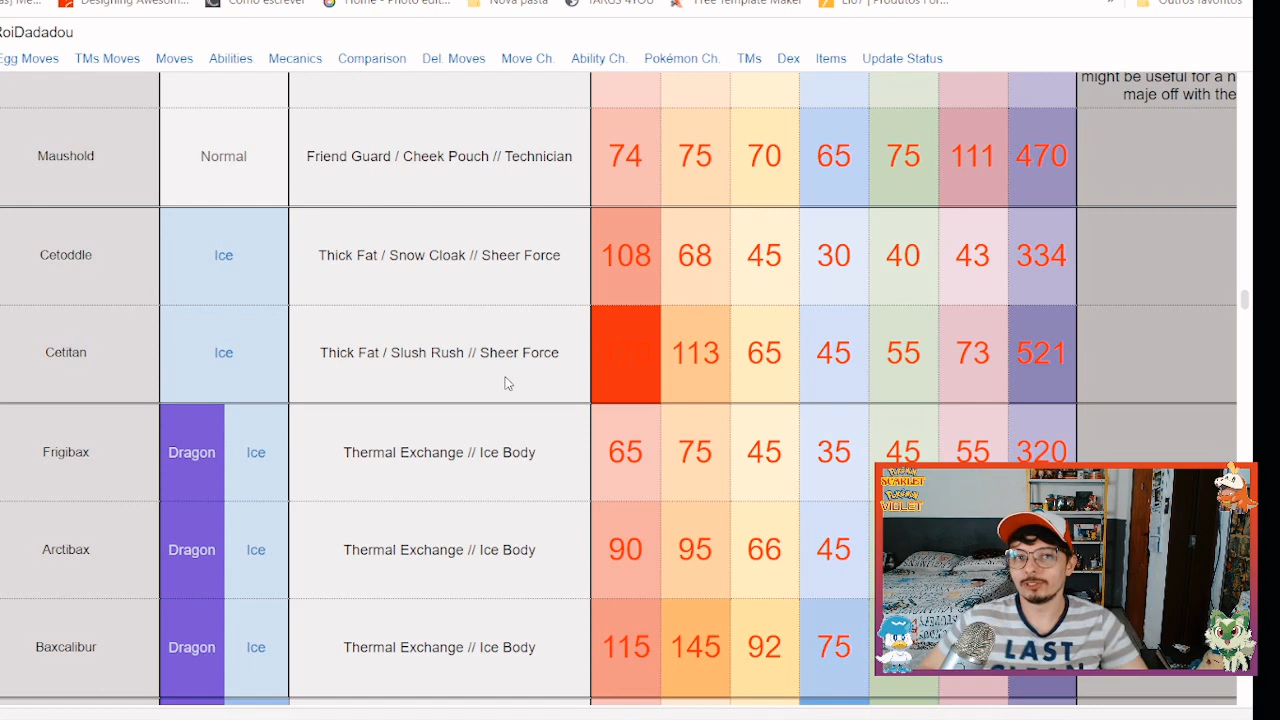 Como escrever
Nova pasta
Free Template Maker
Outros favoritos
RoiDadadou
Egg Moves TMs Moves Moves Abilities Mecanics Comparison Del. Moves Move Ch. Ability Ch. Pokémon Ch. TMs Dex Items Update Status
might be useful for a n
maje off with the
Maushold Normal Friend Guard / Cheek Pouch // Technician 74 75 70 65 75 111 470
Cetoddle Ice Thick Fat / Snow Cloak // Sheer Force 108 68 45 30 40 43 334
Cetitan Ice Thick Fat / Slush Rush // Sheer Force 170 113 65 45 55 73 521
Frigibax Dragon Ice Thermal Exchange // Ice Body 65 75 45 35 45 55 320
Arctibax Dragon Ice Thermal Exchange // Ice Body 90 95 66 45
Baxcalibur Dragon Ice Thermal Exchange // Ice Body 115 145 92 75
POKÉMON
SCARLET
POKÉMON
VIOLET
LAST